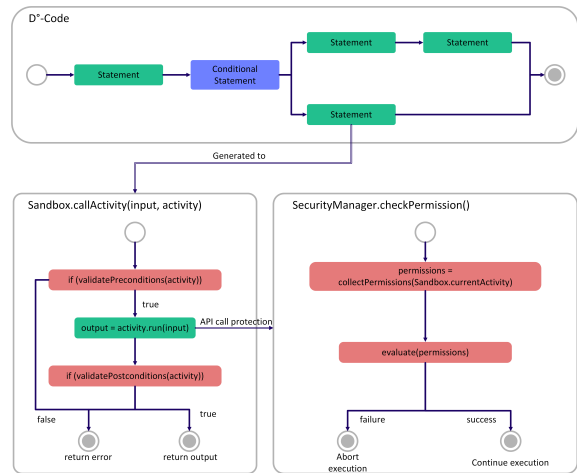 D°-Code
Statement
Statement
Statement
Conditional
Statement
Statement
Generated to
Sandbox.callActivity(input, activity)
if (validatePreconditions(activity))
true
output = activity.run(input)
API call protection
if (validatePostconditions(activity))
false
true
return error
return output
SecurityManager.checkPermission()
permissions =
collectPermissions(Sandbox.currentActivity)
evaluate(permissions)
failure
success
Abort
execution
Continue execution